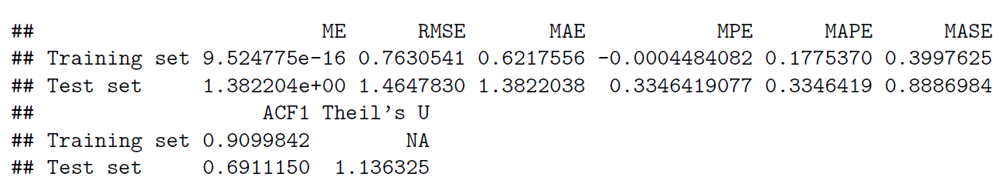 ## ME RMSE MAE MPE MAPE MASE
## Training set 9.524775e-16 0.7630541 0.6217556 -0.0004484082 0.1775370 0.3997625
## Test set 1.382204e+00 1.4647830 1.3822038 0.3346419077 0.3346419 0.8886984
## ACF1 Theil's U
## Training set 0.9099842 NA
## Test set 0.6911150 1.136325